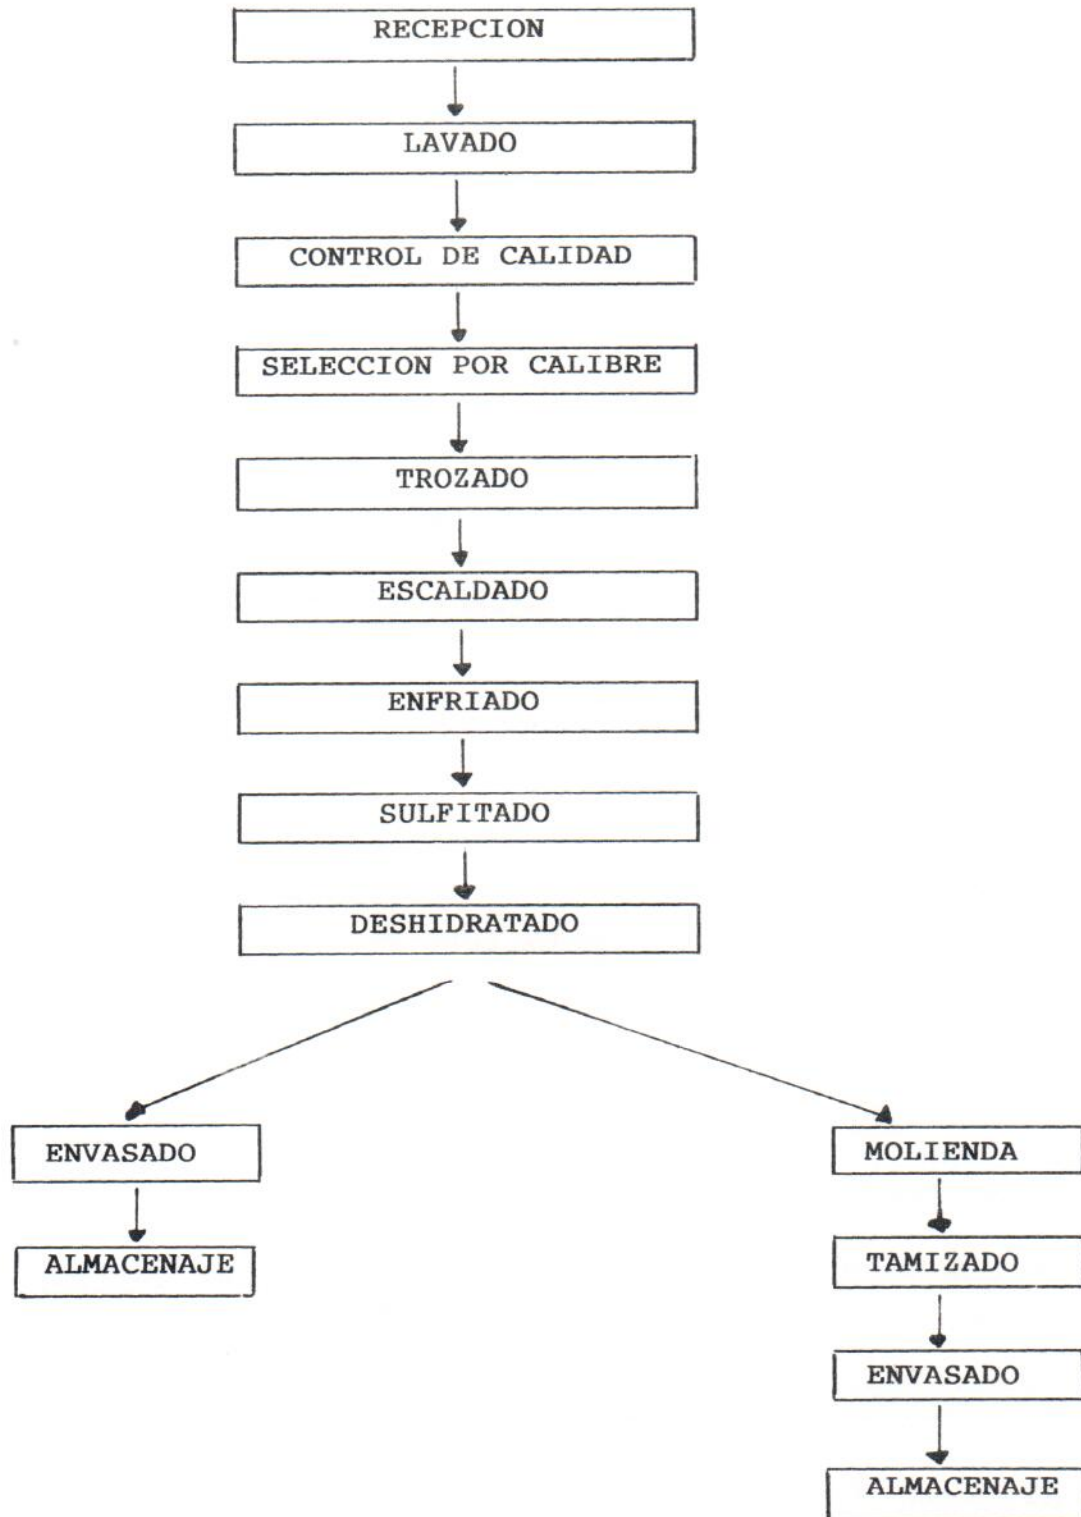 RECEPCION
LAVADO
CONTROL DE CALIDAD
SELECCION POR CALIBRE
TROZADO
ESCALDADO
ENFRIADO
SULFITADO
DESHIDRATADO
ENVASADO
ALMACENAJE
MOLIENDA
TAMIZADO
ENVASADO
ALMACENAJE